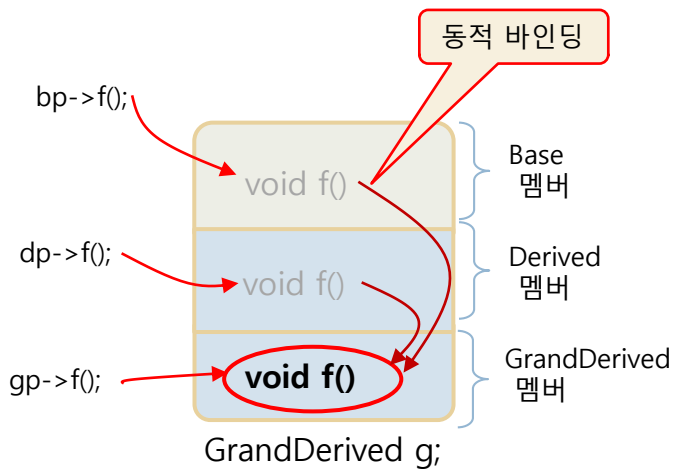 동적 바인딩
bp->f();
void f()
Base
멤버
dp->f();
void f()
Derived
멤버
gp->f();
void f()
GrandDerived
멤버
GrandDerived g;